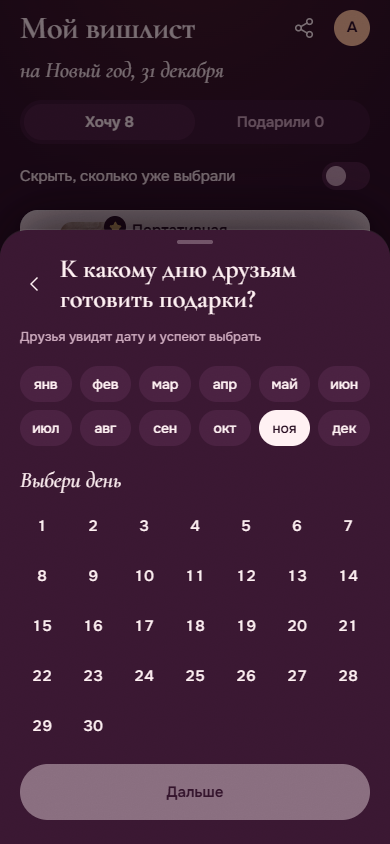 Мой вишлист
А
на Новый год, 31 декабря
Хочу 8
Подарили 0
Скрыть, сколько уже выбрали
Портативная
К какому дню друзьям
готовить подарки?
Друзья увидят дату и успеют выбрать
янв фев мар апр май июн
июл авг сен окт ноя дек
Выбери день
1 2 3 4 5 6 7
8 9 10 11 12 13 14
15 16 17 18 19 20 21
22 23 24 25 26 27 28
29 30
Дальше